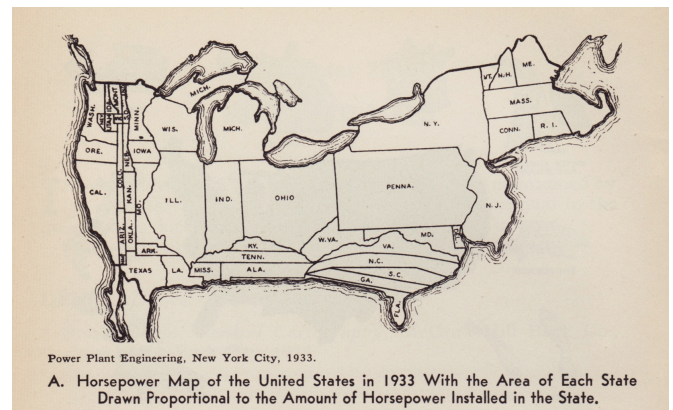 MICH.
VT.
N.H.
ME.
WASH.
MONT.
MINN.
WIS.
MICH.
N.Y.
MASS.
CONN.
R.I.
ORE.
IOWA
NEB.
COLO.
CAL.
KAN.
MO.
ILL.
IND.
OHIO
PENNA.
N.J.
ARIZ.
OKLA.
ARK.
KY.
W.VA.
VA.
MD.
DEL.
TENN.
N.C.
TEXAS
LA.
MISS.
ALA.
GA.
S.C.
FLA.
Power Plant Engineering, New York City, 1933.
A. Horsepower Map of the United States in 1933 With the Area of Each State
Drawn Proportional to the Amount of Horsepower Installed in the State.